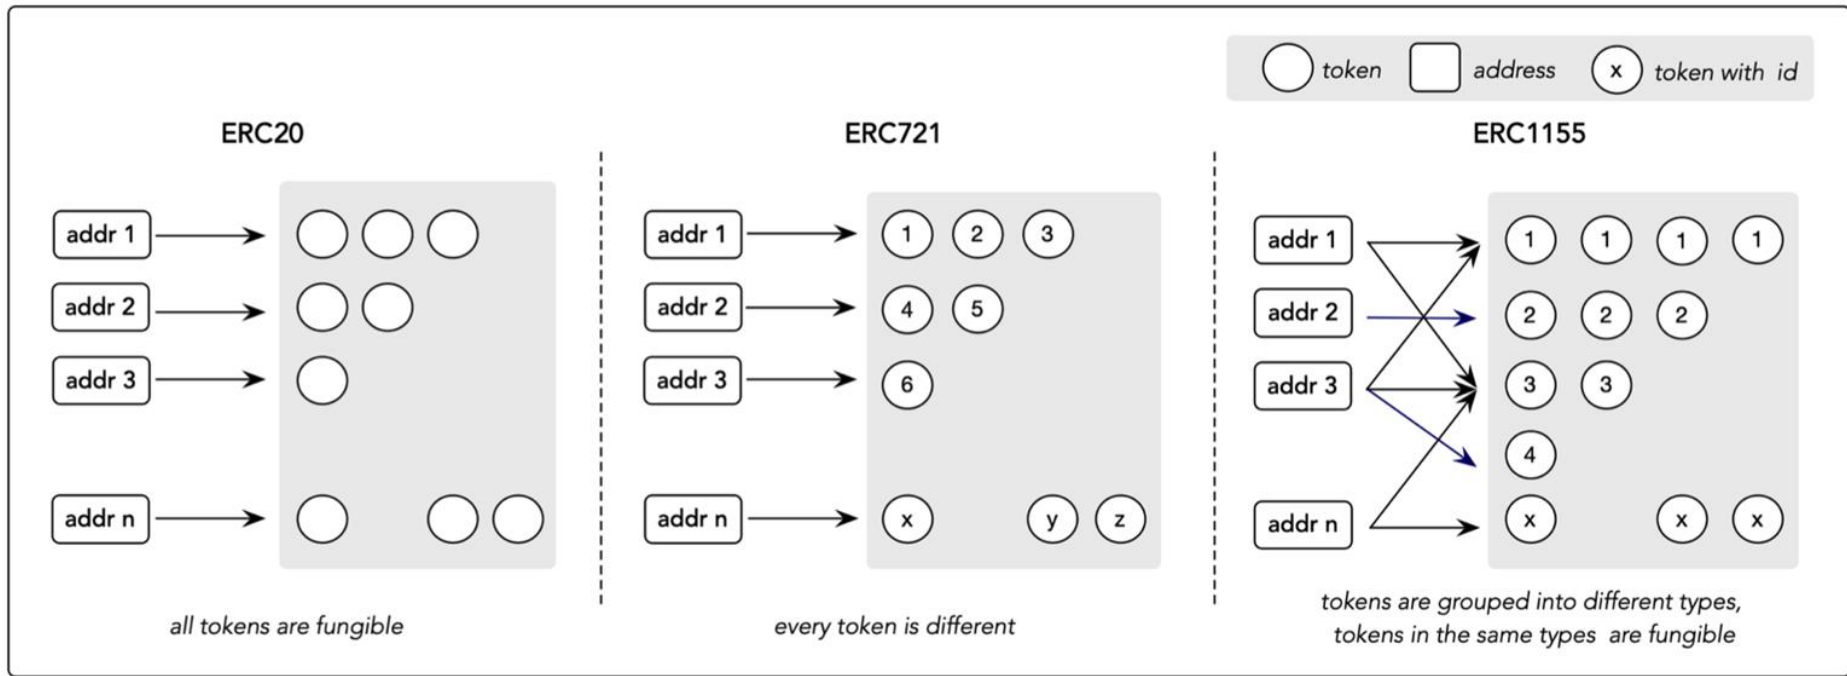 token
address
x
token with id
ERC20
ERC721
ERC1155
addr 1
addr 2
addr 3
addr n
all tokens are fungible
addr 1
1 2 3
addr 2
4 5
addr 3
6
addr n
x y z
every token is different
addr 1
1 1 1 1
addr 2
2 2 2
addr 3
3 3
4
addr n
x x x
tokens are grouped into different types,
tokens in the same types are fungible